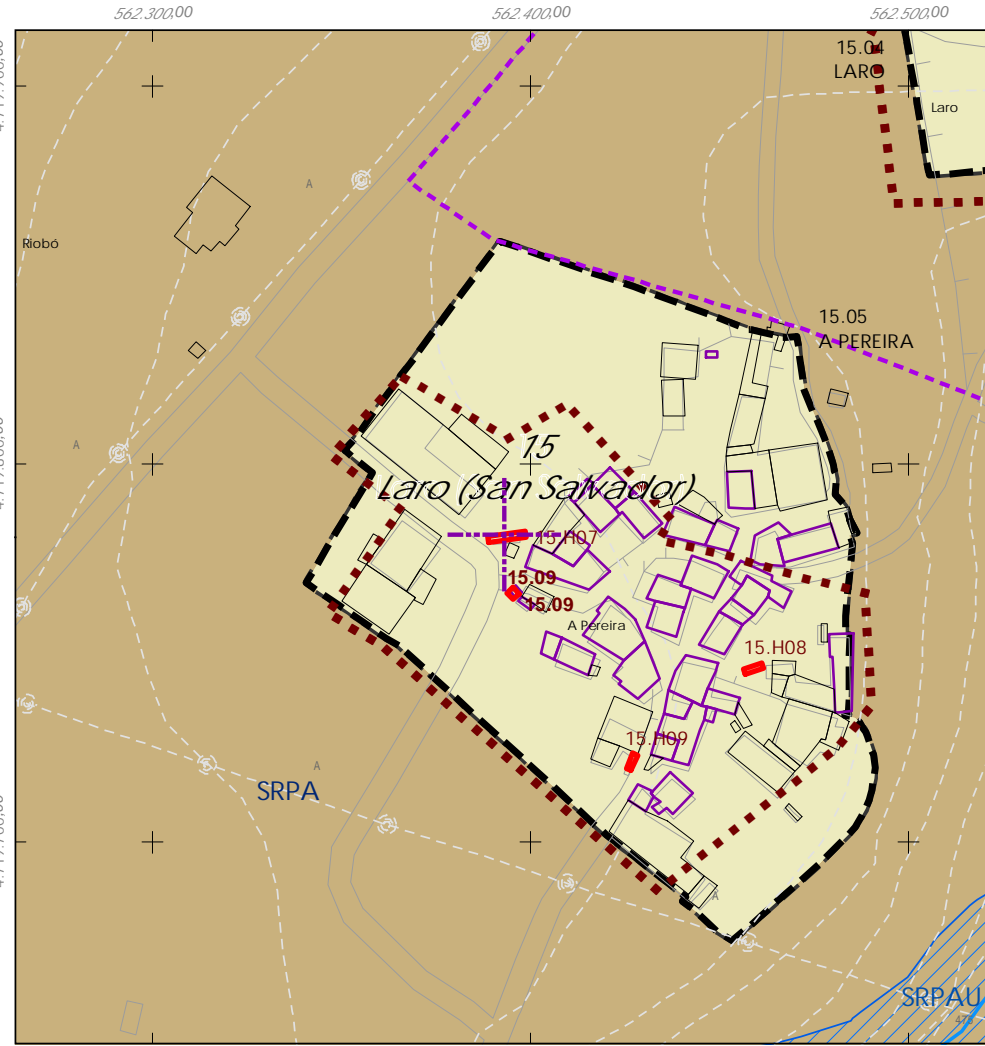 562.300,00
562.400,00
562.500,00
15.04
LARO
Laro
A
Riobó
15.05
A PEREIRA
A
15
Laro (San Salvador)
15.H07
15.09
15.09
A Pereira
15.H08
15.H09
A
SRPA
A
SRPAU